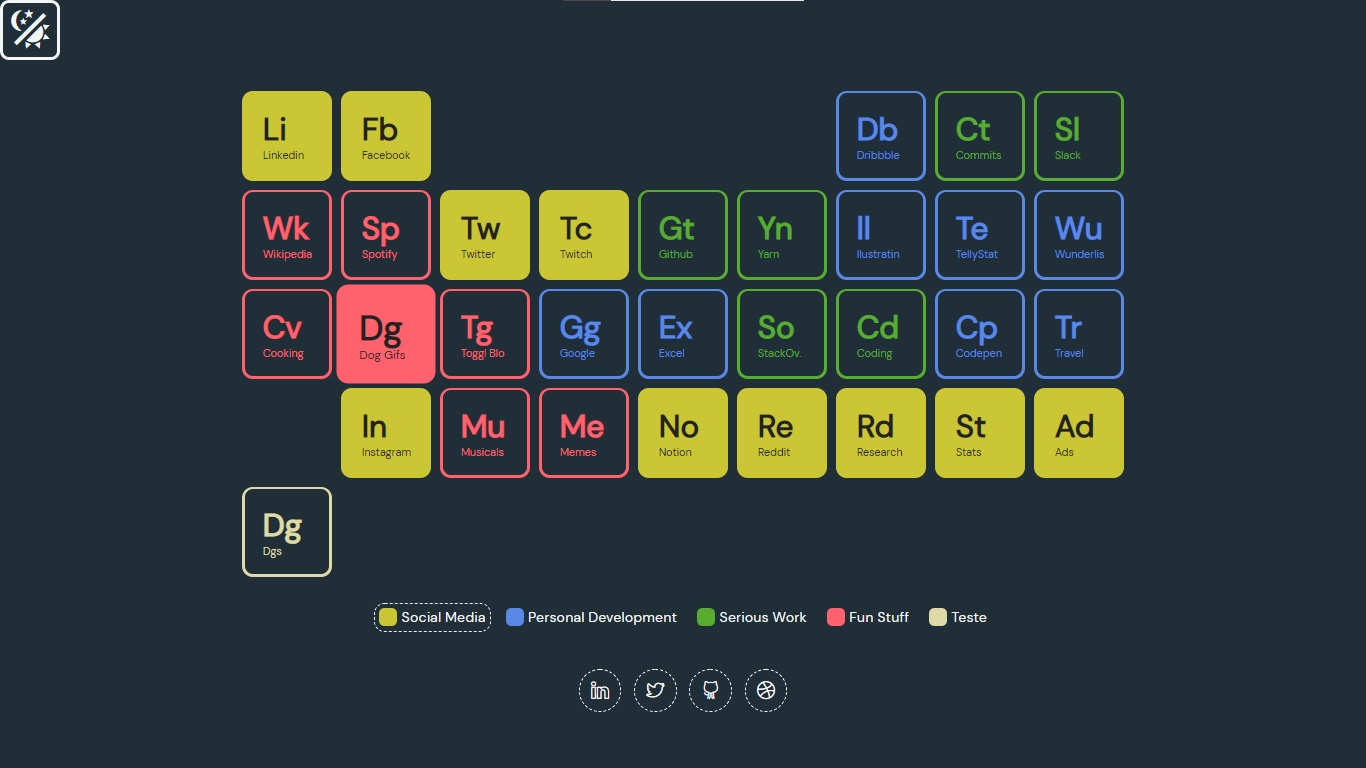 Li
Linkedin
Fb
Facebook
Db
Dribbble
Ct
Commits
Sl
Slack
Wk
Wikipedia
Sp
Spotify
Tw
Twitter
Tc
Twitch
Gt
Github
Yn
Yarn
Il
Ilustratin
Te
TellyStat
Wu
Wunderlis
Cv
Cooking
Dg
Dog Gifs
Tg
Toggl Blo
Gg
Google
Ex
Excel
So
StackOv.
Cd
Coding
Cp
Codepen
Tr
Travel
In
Instagram
Mu
Musicals
Me
Memes
No
Notion
Re
Reddit
Rd
Research
St
Stats
Ad
Ads
Dg
Dgs
Social Media
Personal Development
Serious Work
Fun Stuff
Teste
in